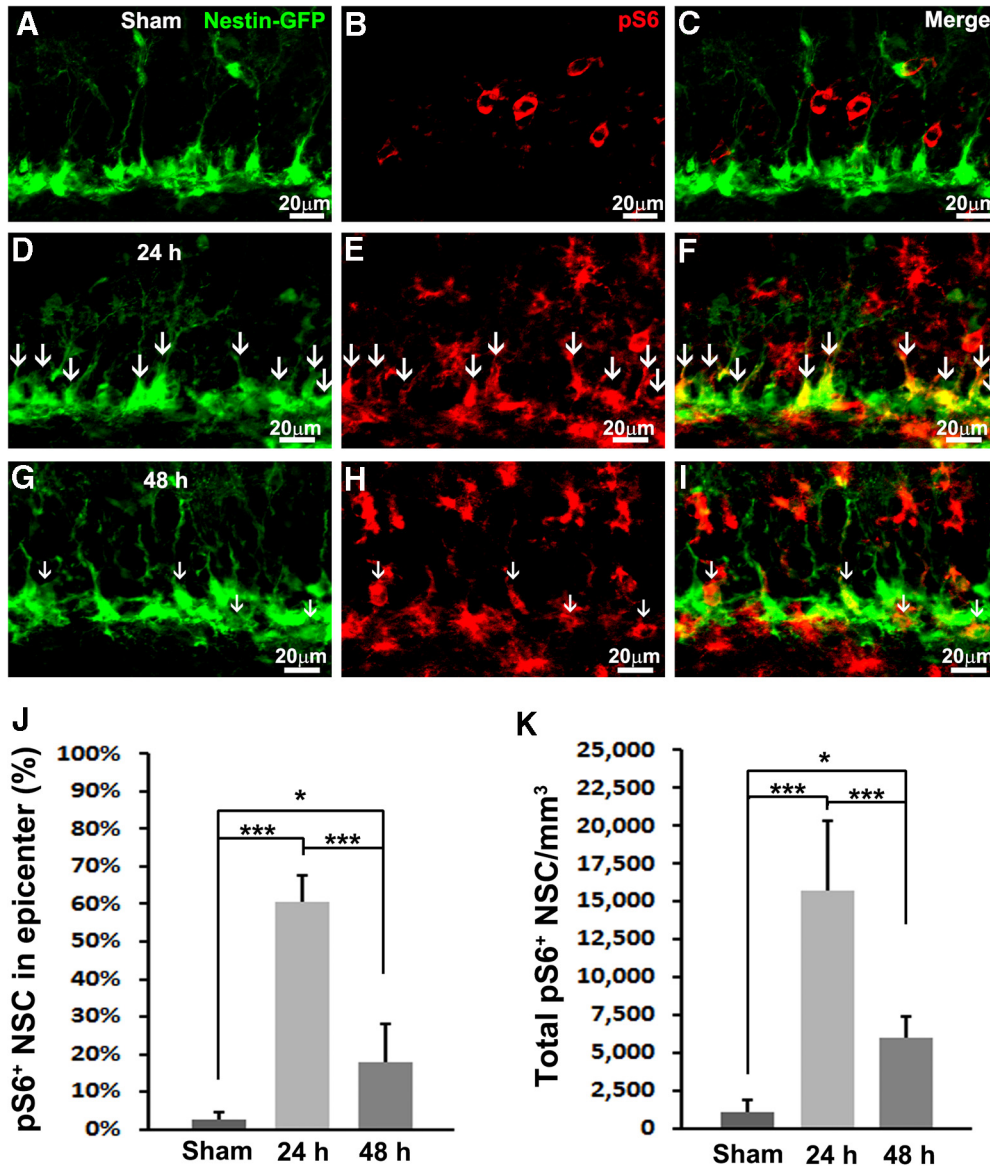 A Sham Nestin-GFP
B pS6
C Merge
20μm
20μm
20μm
D 24 h
E
F
20μm
20μm
20μm
G 48 h
H
I
20μm
20μm
20μm
J
pS6+ NSC in epicenter (%)
100%
90%
80%
70%
60%
50%
40%
30%
20%
10%
0%
*
***
***
Sham 24 h 48 h
K
Total pS6+ NSC/mm3
25,000
22,500
20,000
17,500
15,000
12,500
10,000
7,500
5,000
2,500
0
*
***
***
Sham 24 h 48 h